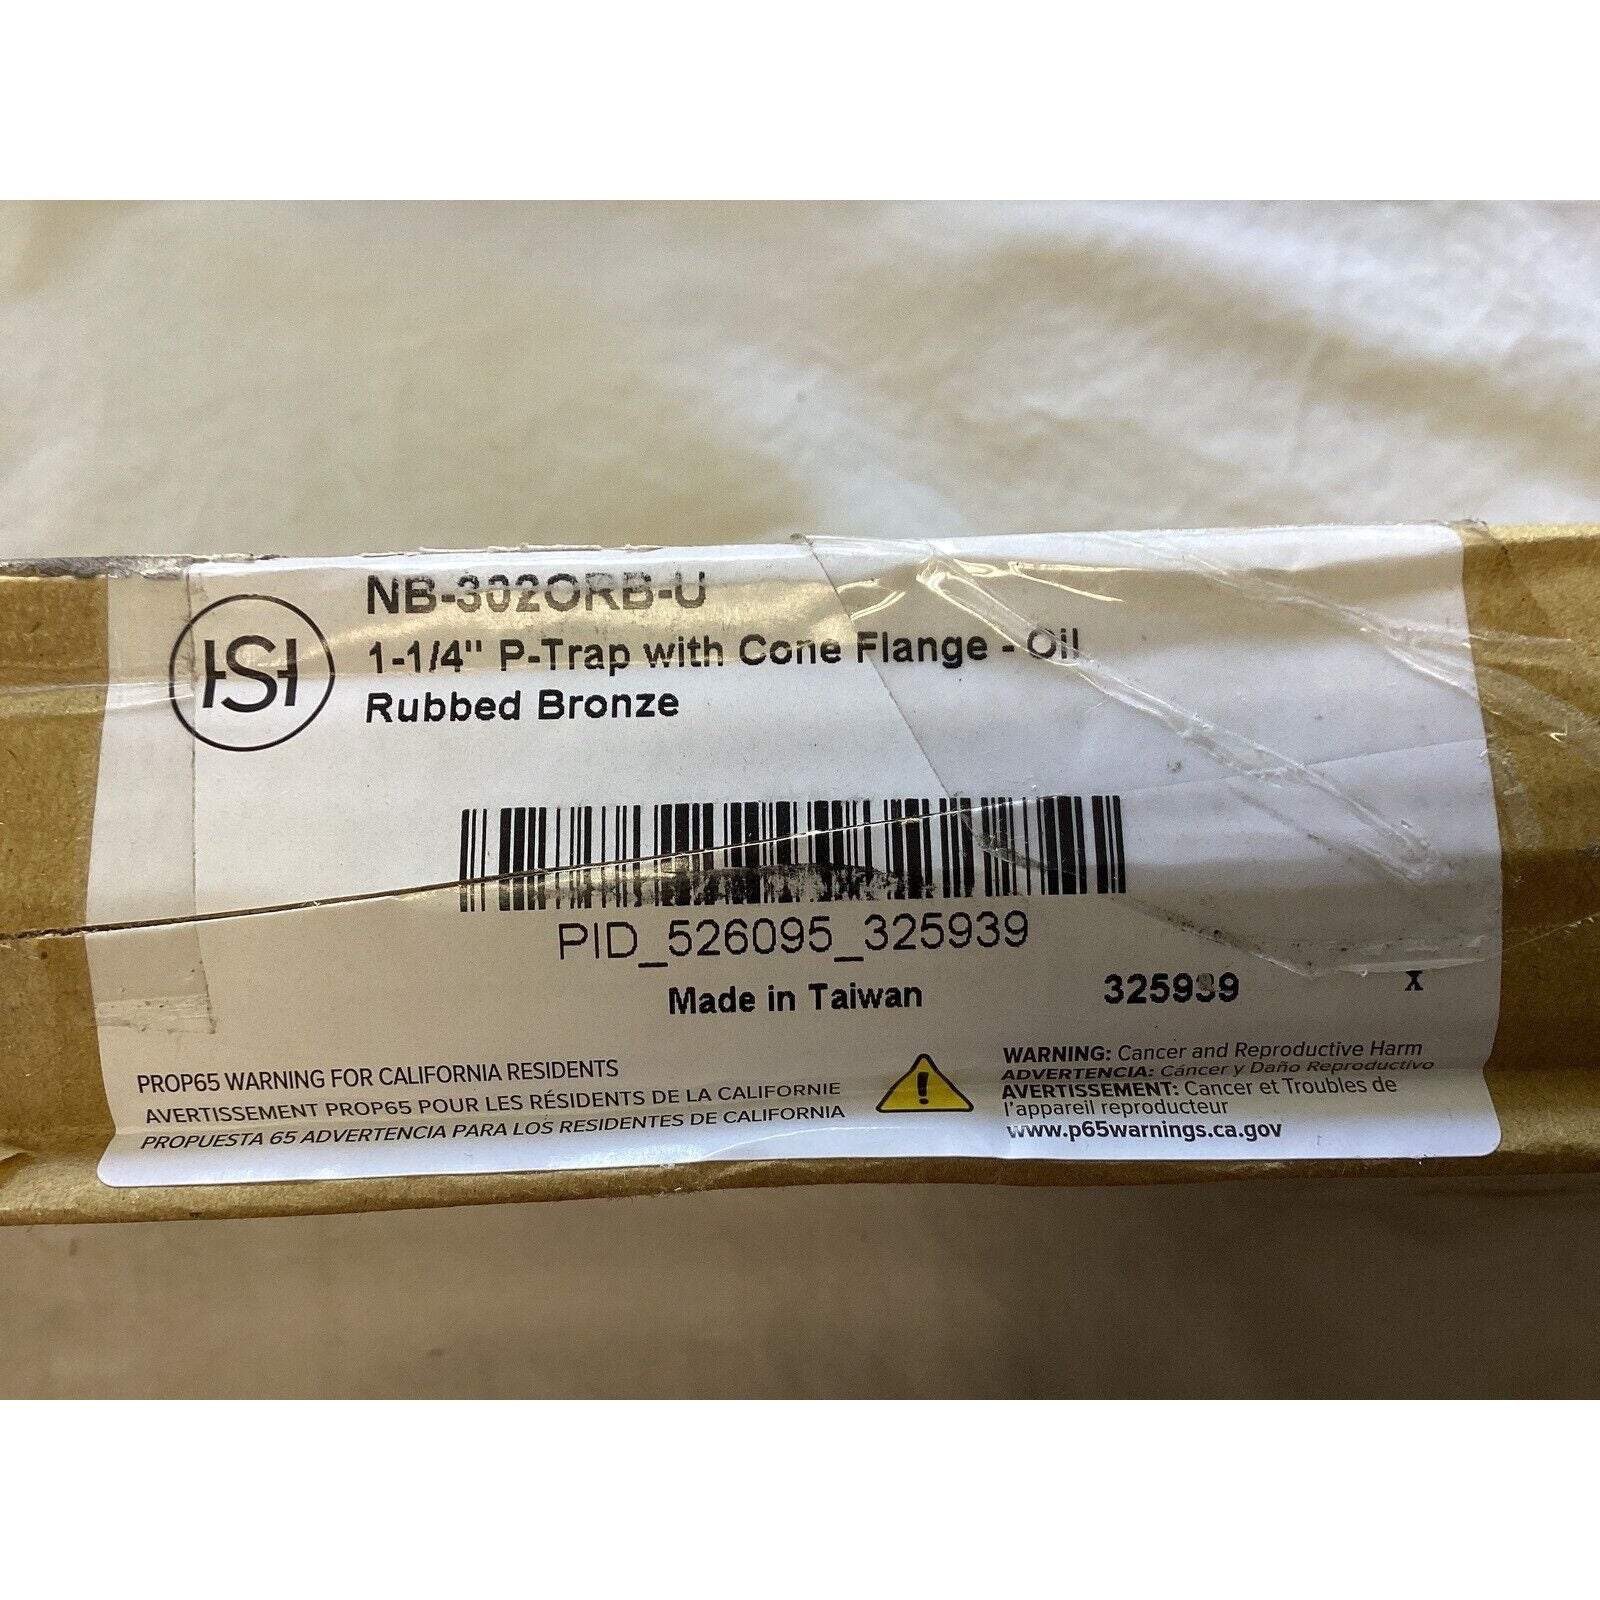 NB-302ORB-U
HSH
1-1/4" P-Trap with Cone Flange - Oil
Rubbed Bronze
PID_526095_325939
Made in Taiwan
325939
X
PROP65 WARNING FOR CALIFORNIA RESIDENTS
AVERTISSEMENT PROP65 POUR LES RÉSIDENTS DE LA CALIFORNIE
PROPUESTA 65 ADVERTENCIA PARA LOS RESIDENTES DE CALIFORNIA
!
WARNING: Cancer and Reproductive Harm
ADVERTENCIA: Cáncer y Daño Reproductivo
AVERTISSEMENT: Cancer et Troubles de
l'appareil reproducteur
www.p65warnings.ca.gov